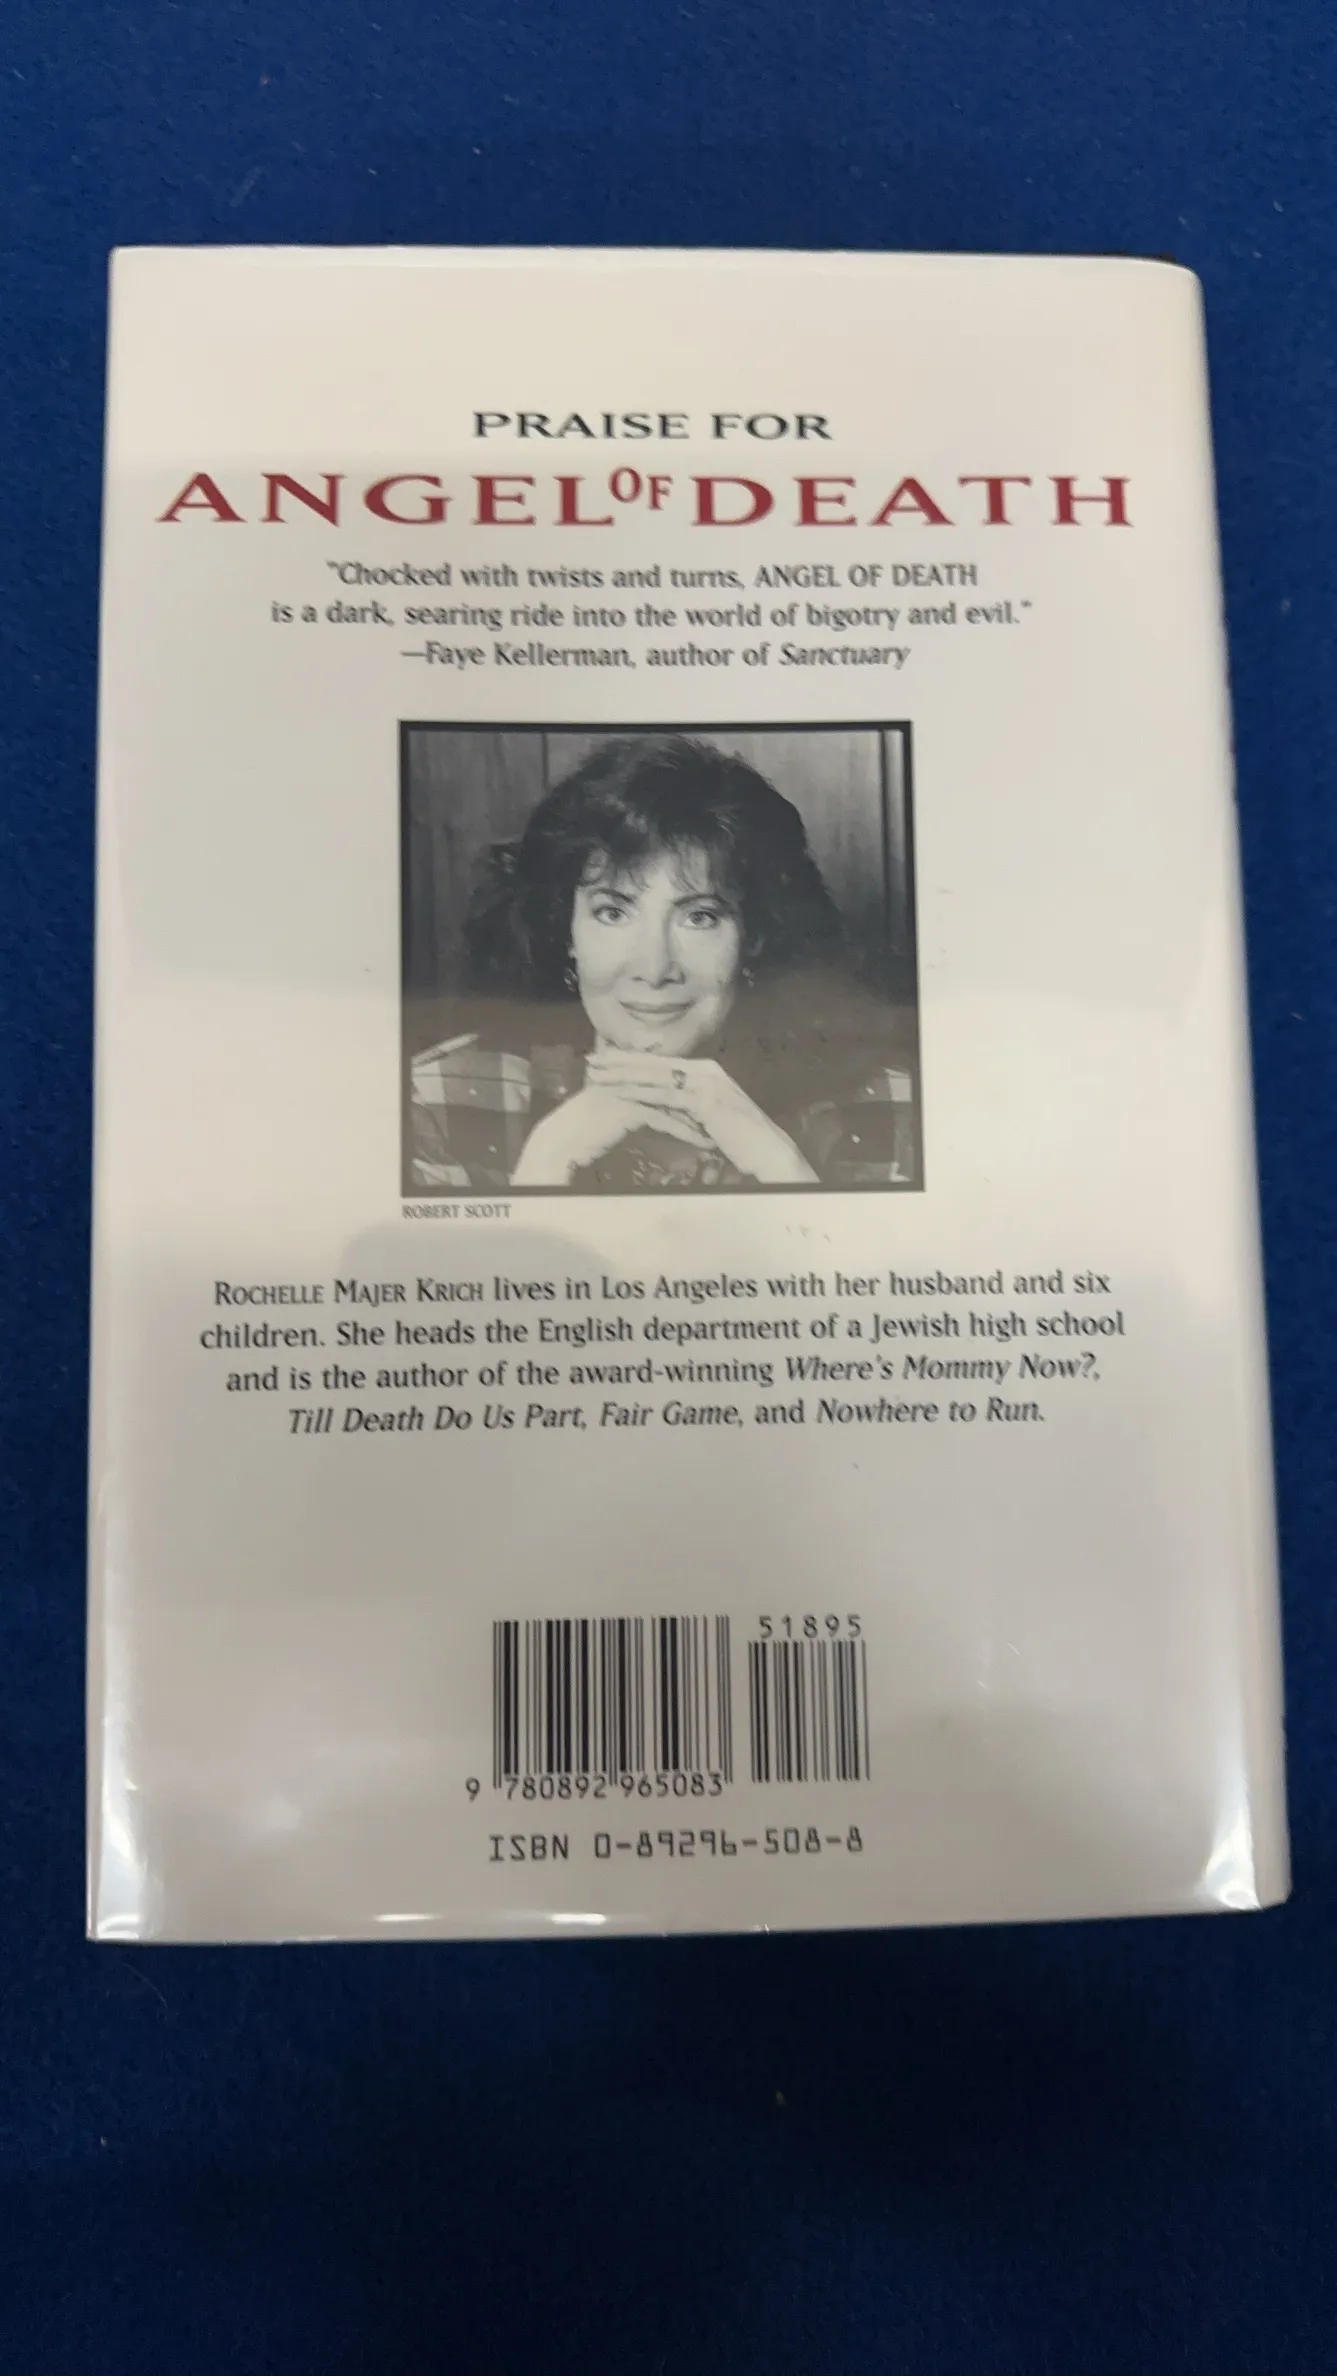 PRAISE FOR
ANGEL OF DEATH
"Chocked with twists and turns, ANGEL OF DEATH
is a dark, searing ride into the world of bigotry and evil."
—Faye Kellerman, author of Sanctuary
ROBERT SCOTT
ROCHELLE MAJER KRICH lives in Los Angeles with her husband and six
children. She heads the English department of a Jewish high school
and is the author of the award-winning Where's Mommy Now?,
Till Death Do Us Part, Fair Game, and Nowhere to Run.
51895
9 780892 965083
ISBN 0-89296-508-8